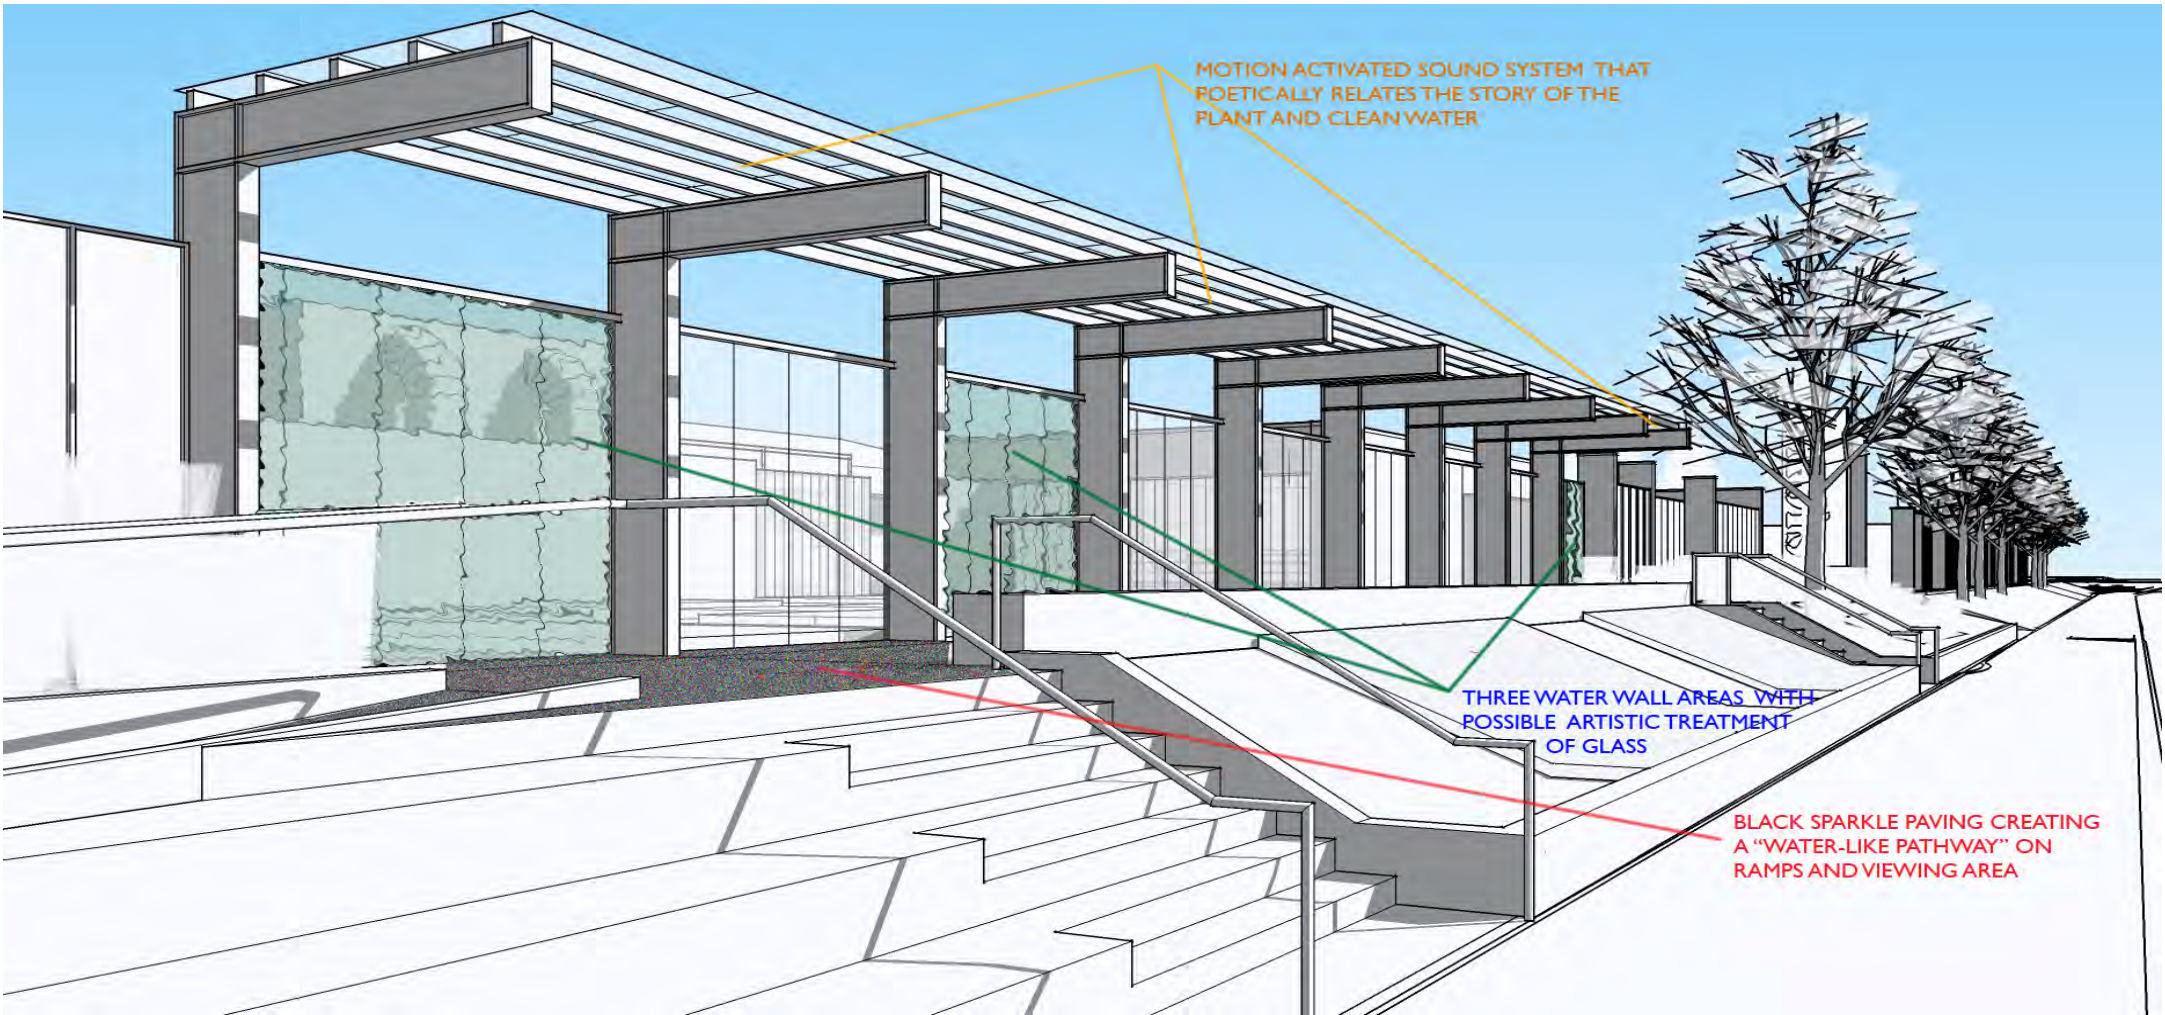 MOTION ACTIVATED SOUND SYSTEM THAT
POETICALLY RELATES THE STORY OF THE
PLANT AND CLEAN WATER
THREE WATER WALL AREAS WITH
POSSIBLE ARTISTIC TREATMENT
OF GLASS
BLACK SPARKLE PAVING CREATING
A “WATER-LIKE PATHWAY” ON
RAMPS AND VIEWING AREA